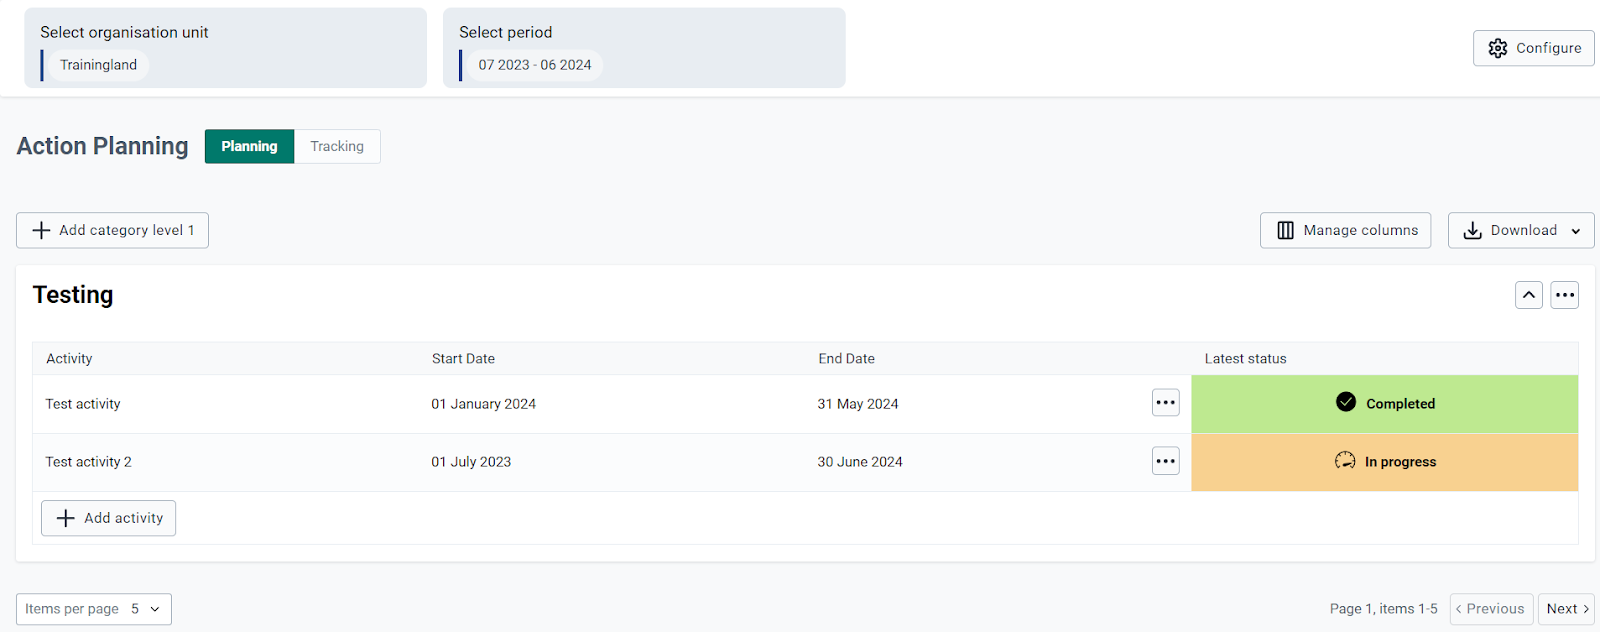 Select organisation unit
Trainingland
Select period
07 2023 - 06 2024
Configure
Action Planning
Planning
Tracking
Add category level 1
Manage columns
Download
Testing
Activity Start Date End Date Latest status
Test activity 01 January 2024 31 May 2024 Completed
Test activity 2 01 July 2023 30 June 2024 In progress
Add activity
Items per page 5
Page 1, items 1-5
Previous
Next